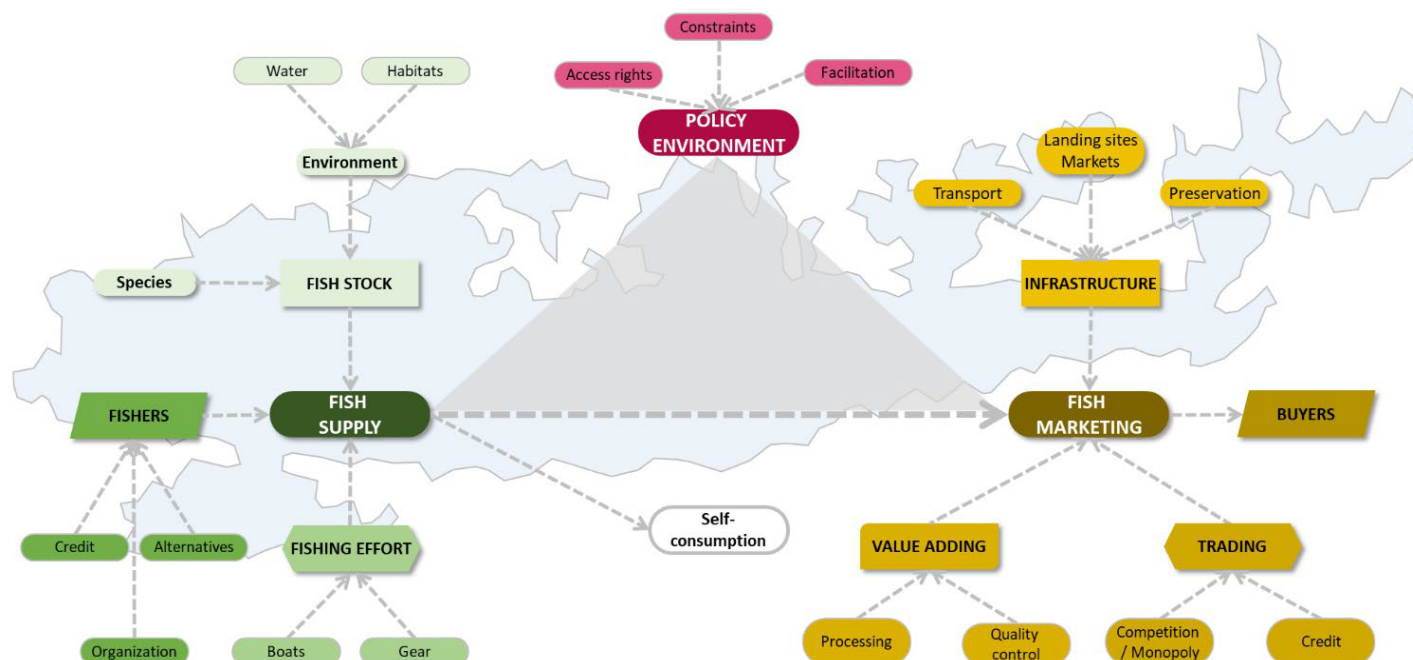 Constraints
Water
Habitats
Access rights
Facilitation
POLICY
ENVIRONMENT
Landing sites
Markets
Environment
Transport
Preservation
Species
FISH STOCK
INFRASTRUCTURE
FISHERS
FISH
SUPPLY
FISH
MARKETING
BUYERS
Self-
consumption
Credit
Alternatives
FISHING EFFORT
VALUE ADDING
TRADING
Organization
Boats
Gear
Processing
Quality
control
Competition
/ Monopoly
Credit